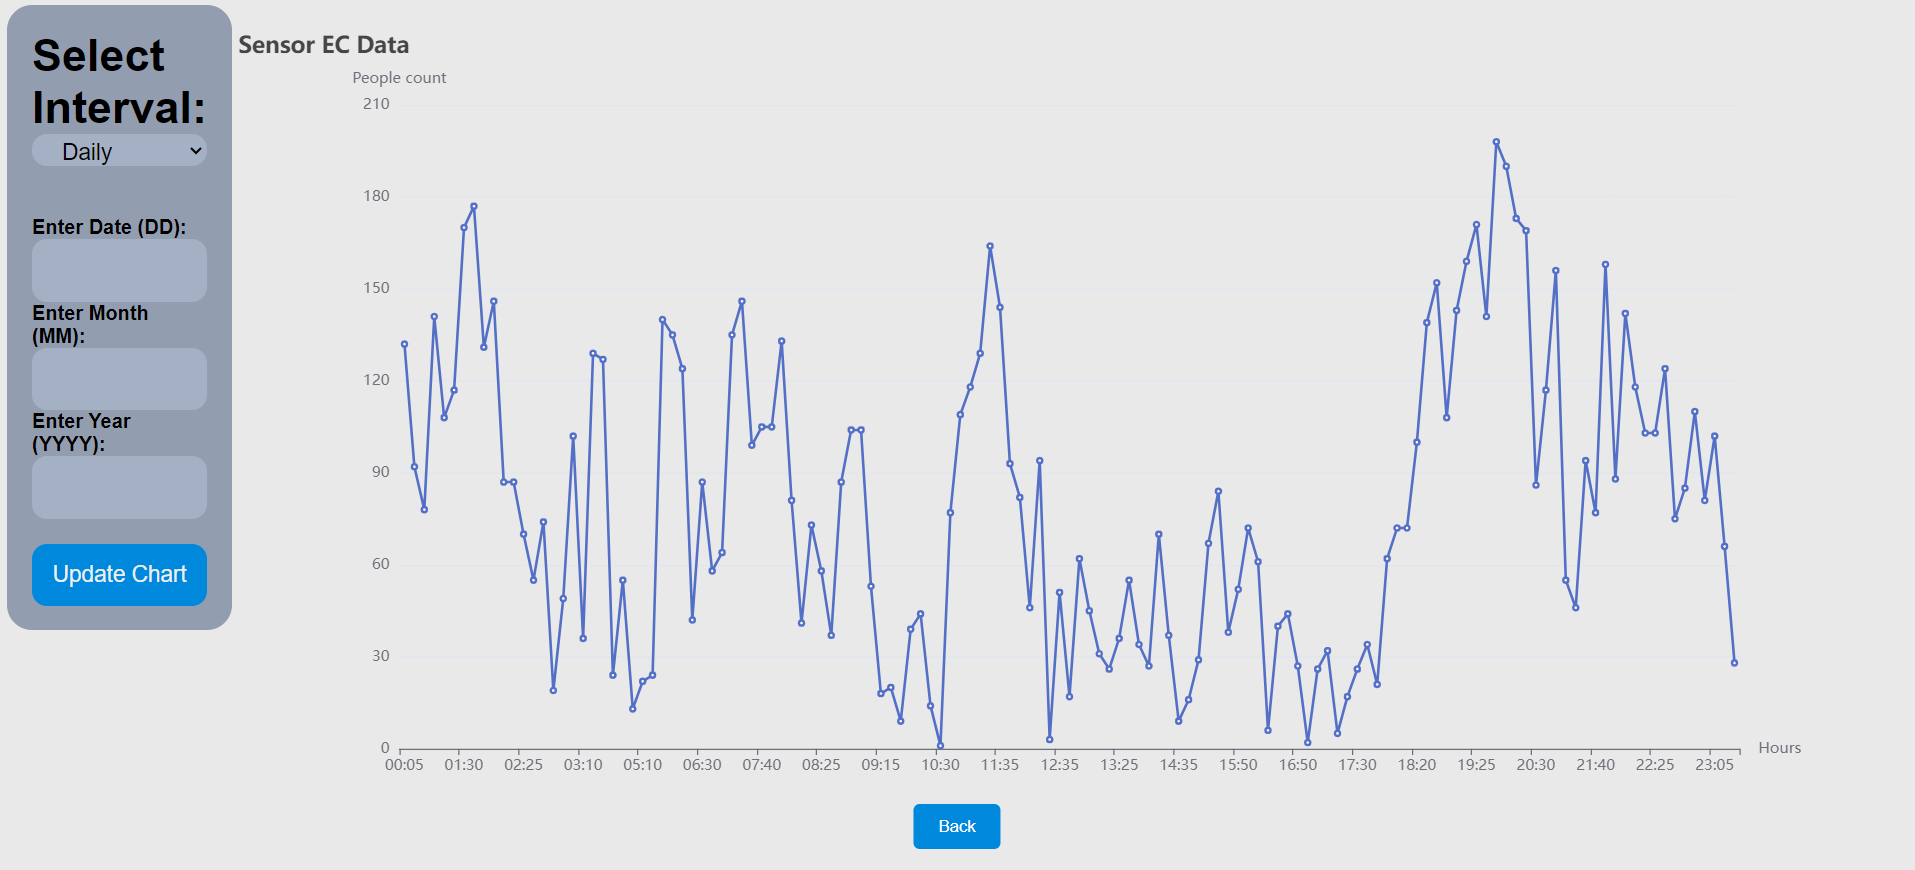 Select
Interval:
Daily
Enter Date (DD):
Enter Month
(MM):
Enter Year
(YYYY):
Update Chart
Sensor EC Data
People count
210
180
150
120
90
60
30
0
00:05 01:30 02:25 03:10 05:10 06:30 07:40 08:25 09:15 10:30 11:35 12:35 13:25 14:35 15:50 16:50 17:30 18:20 19:25 20:30 21:40 22:25 23:05
Hours
Back